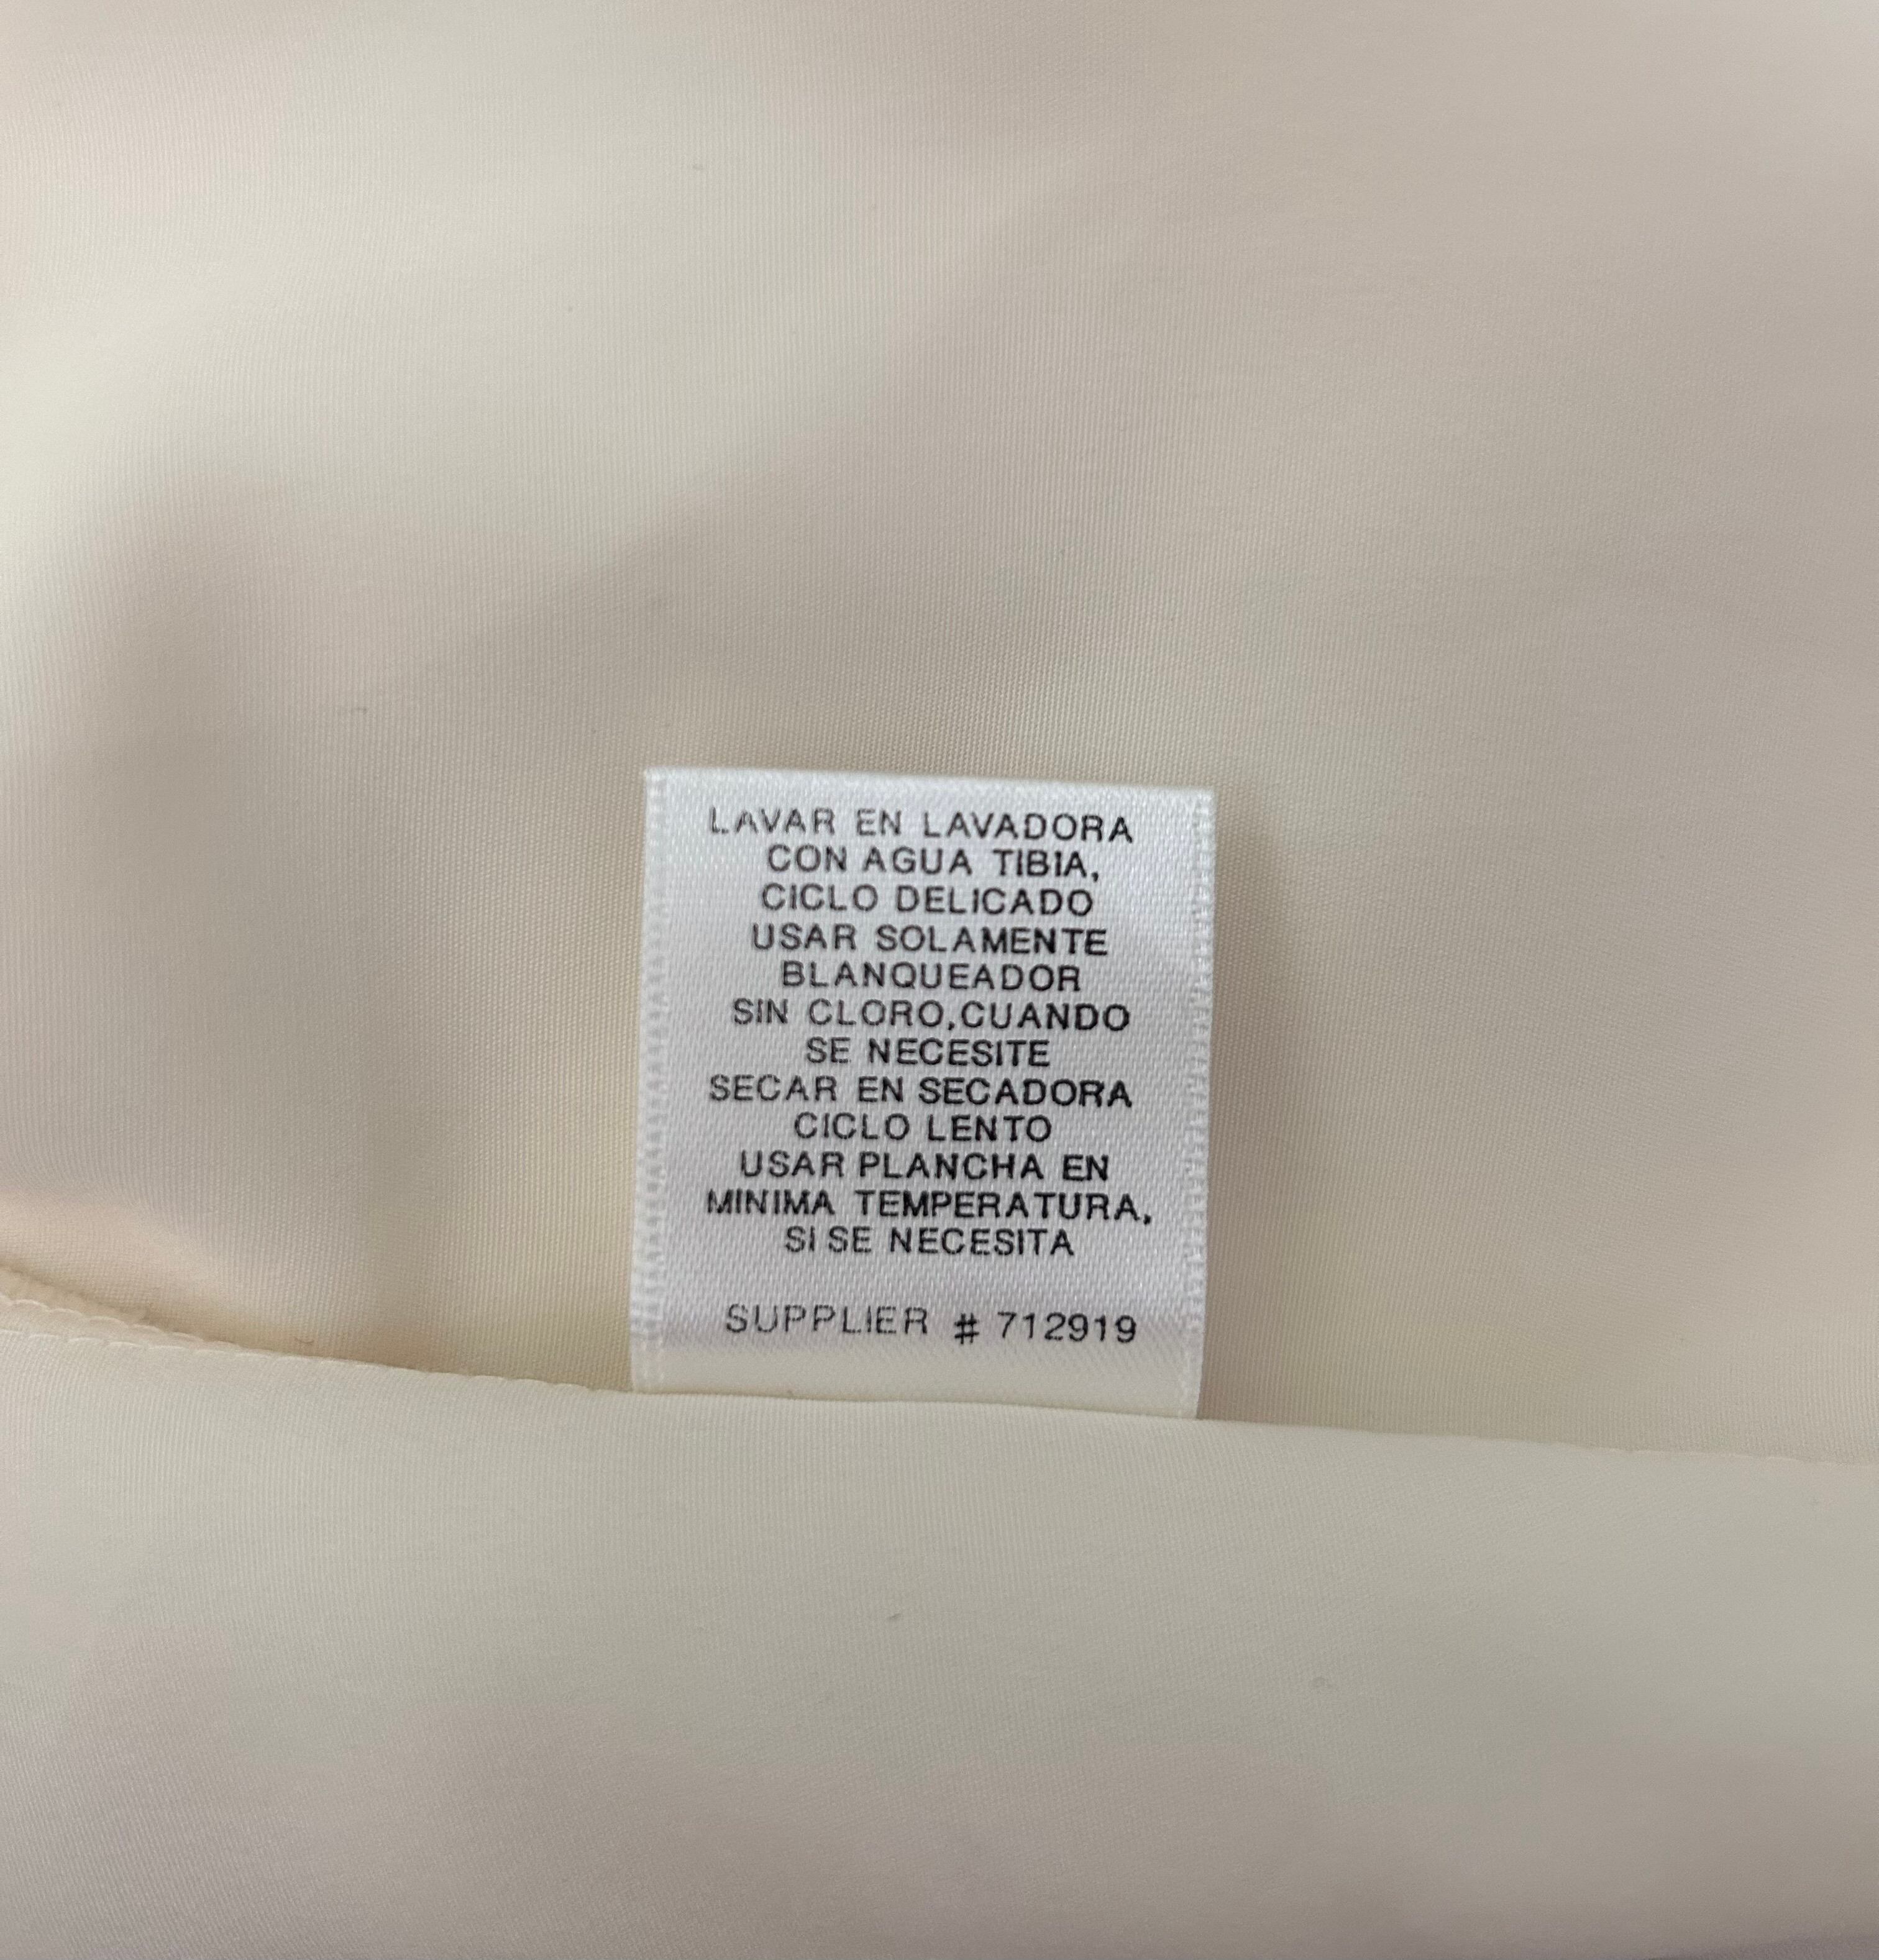 LAVAR EN LAVADORA
CON AGUA TIBIA,
CICLO DELICADO
USAR SOLAMENTE
BLANQUEADOR
SIN CLORO,CUANDO
SE NECESITE
SECAR EN SECADORA
CICLO LENTO
USAR PLANCHA EN
MINIMA TEMPERATURA,
SI SE NECESITA
SUPPLIER # 712919